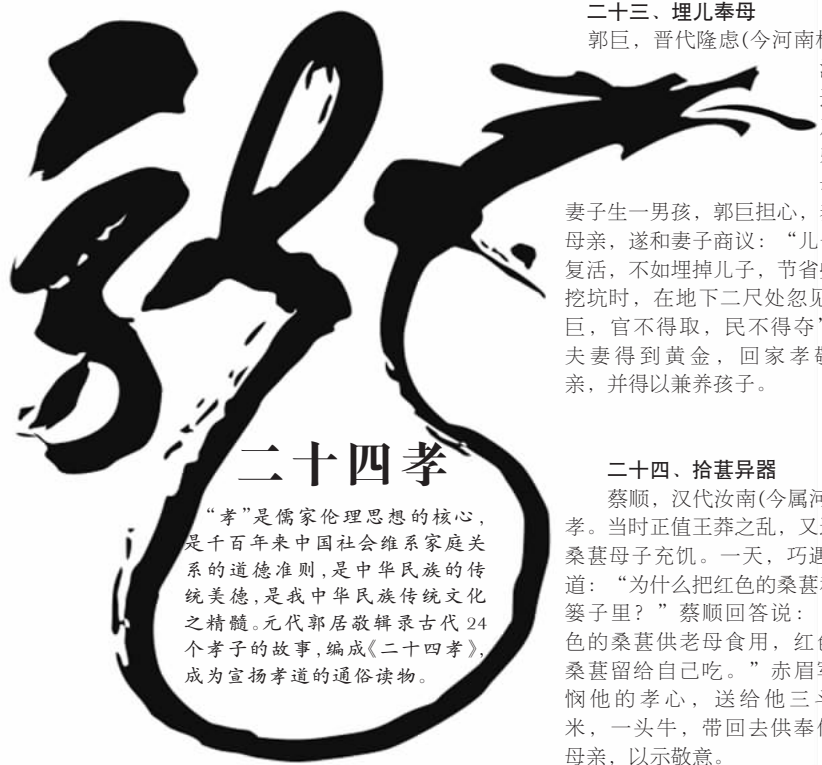 二十四孝
“孝”是儒家伦理思想的核心，
是千百年来中国社会维系家庭关
系的道德准则，是中华民族的传
统美德，是我中华民族传统文化
之精髓。元代郭居敬辑录古代 24
个孝子的故事，编成《二十四孝》，
成为宣扬孝道的通俗读物。
二十三、埋儿奉母
郭巨，晋代隆虑(今河南
妻子生一男孩，郭巨担心，
母亲，遂和妻子商议：“儿
复活，不如埋掉儿子，节省
挖坑时，在地下二尺处忽见
巨，官不得取，民不得夺”
夫妻得到黄金，回家孝敬
亲，并得以兼养孩子。
二十四、拾葚异器
蔡顺，汉代汝南(今属河
孝。当时正值王莽之乱，又
桑葚母子充饥。一天，巧遇
道：“为什么把红色的桑葚
篓子里？”蔡顺回答说：
色的桑葚供老母食用，红色
桑葚留给自己吃。”赤眉军
悯他的孝心，送给他三斗
米，一头牛，带回去供奉他
母亲，以示敬意。